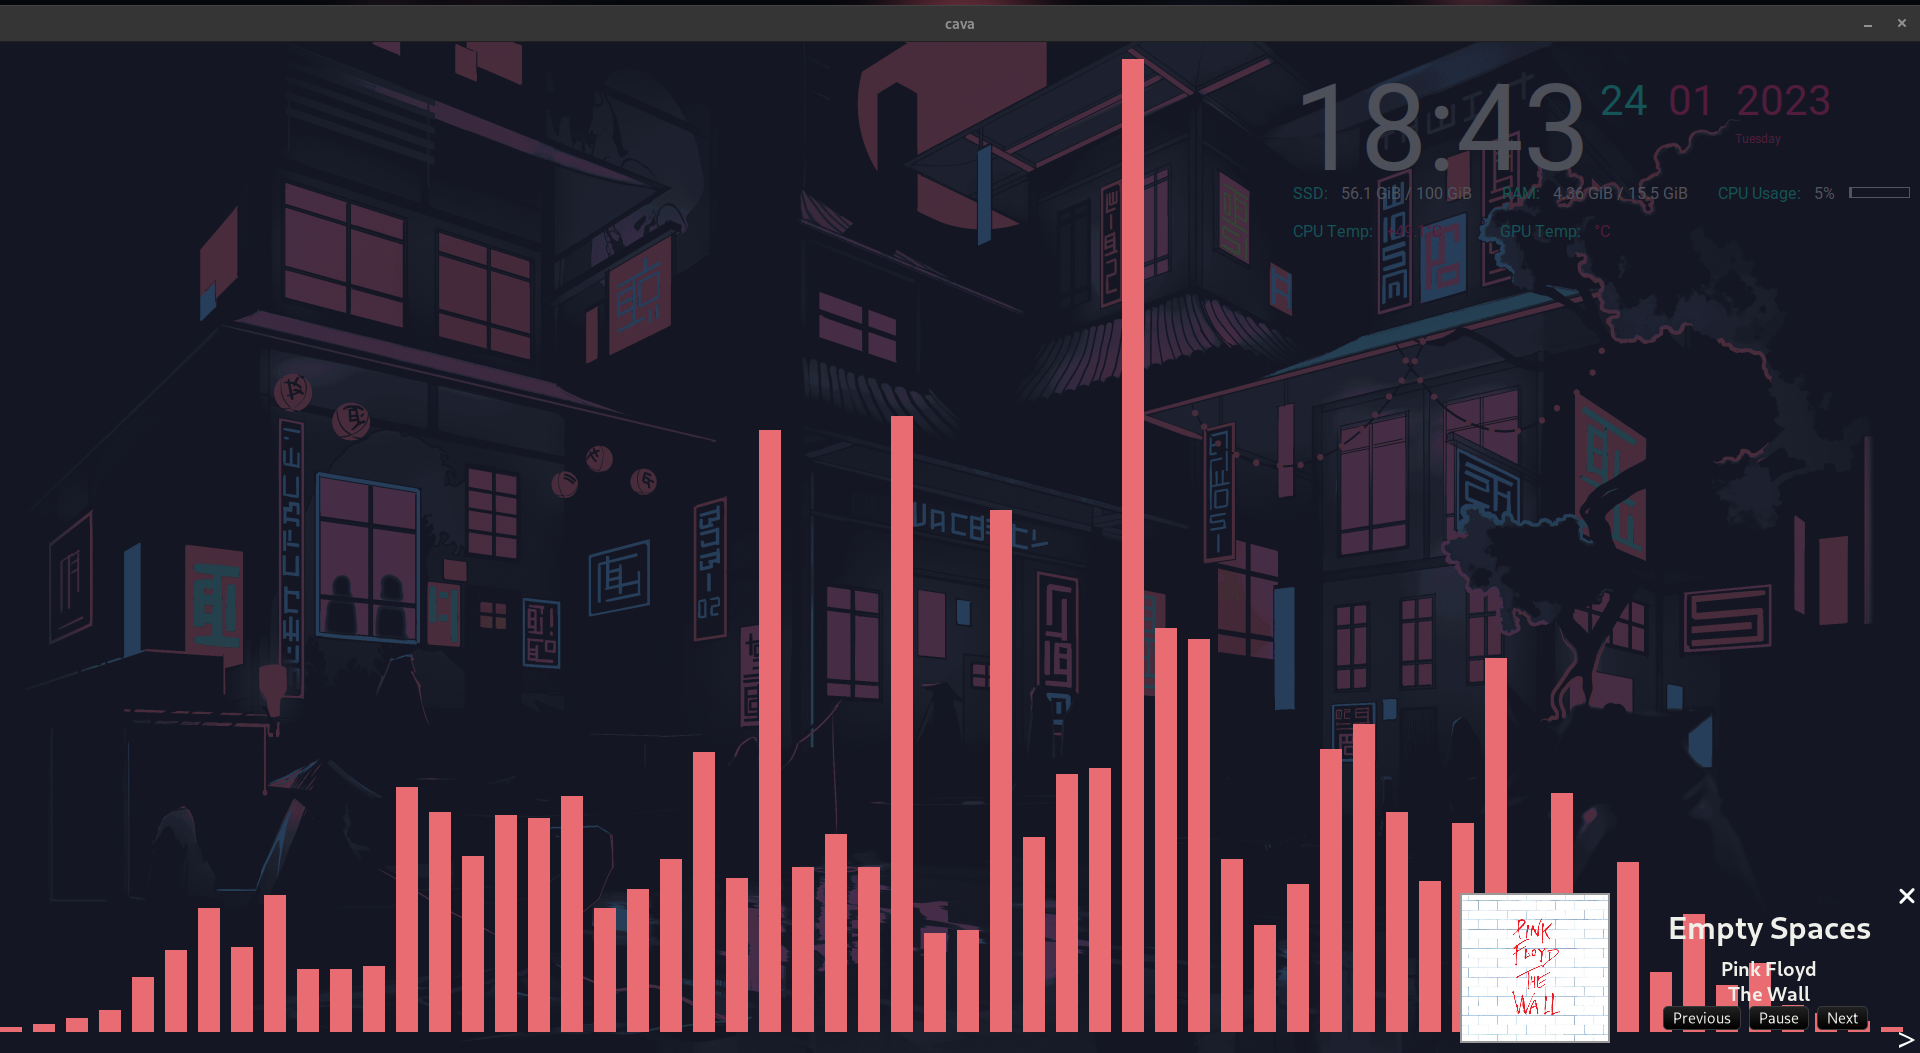 cava
18:43
24 01 2023
Tuesday
SSD: 56.1 GiB / 100 GiB RAM: 4.36 GiB / 15.5 GiB CPU Usage: 5%
CPU Temp: GPU Temp: °C
PINK
FLOYD
THE
WALL
Empty Spaces
Pink Floyd
The Wall
Previous Pause Next
>